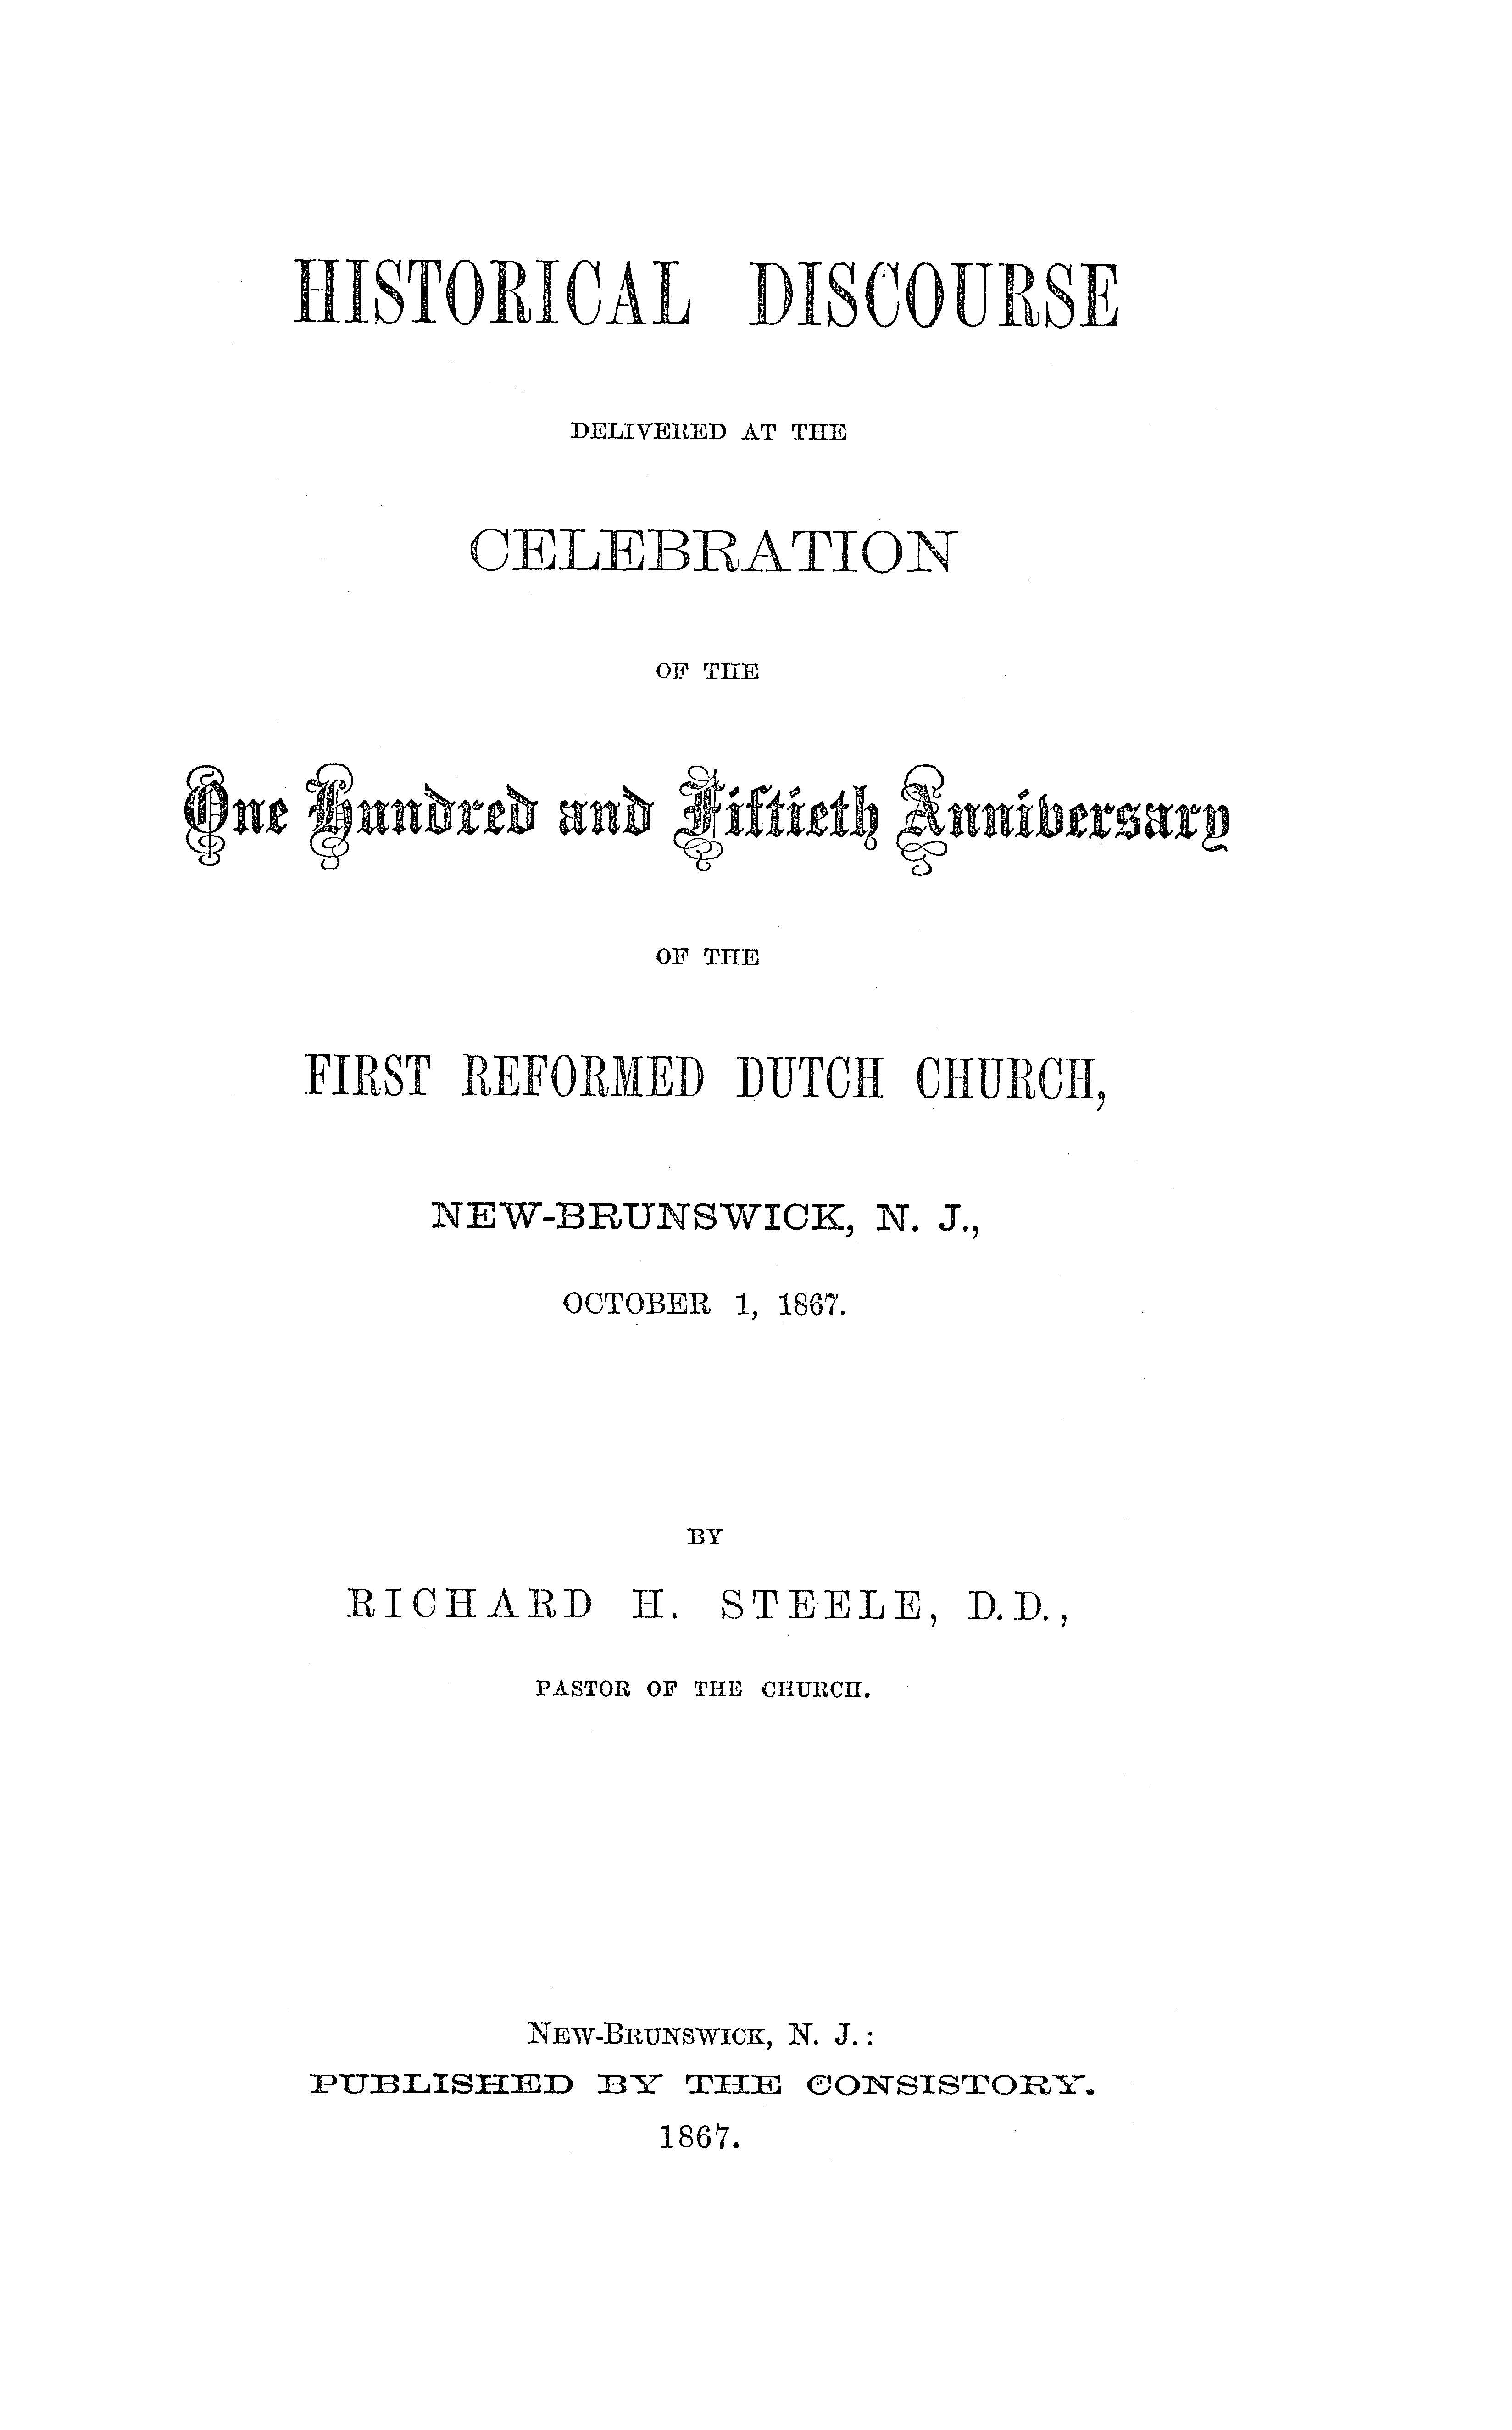 HISTORICAL DISCOURSE
DELIVERED AT THE
CELEBRATION
OF THE
One Hundred and Fiftieth Anniversary
OF THE
FIRST REFORMED DUTCH CHURCH,
NEW-BRUNSWICK, N. J.,
OCTOBER 1, 1867.
BY
RICHARD H. STEELE, D.D.,
PASTOR OF THE CHURCH.
NEW-BRUNSWICK, N. J.:
PUBLISHED BY THE CONSISTORY.
1867.